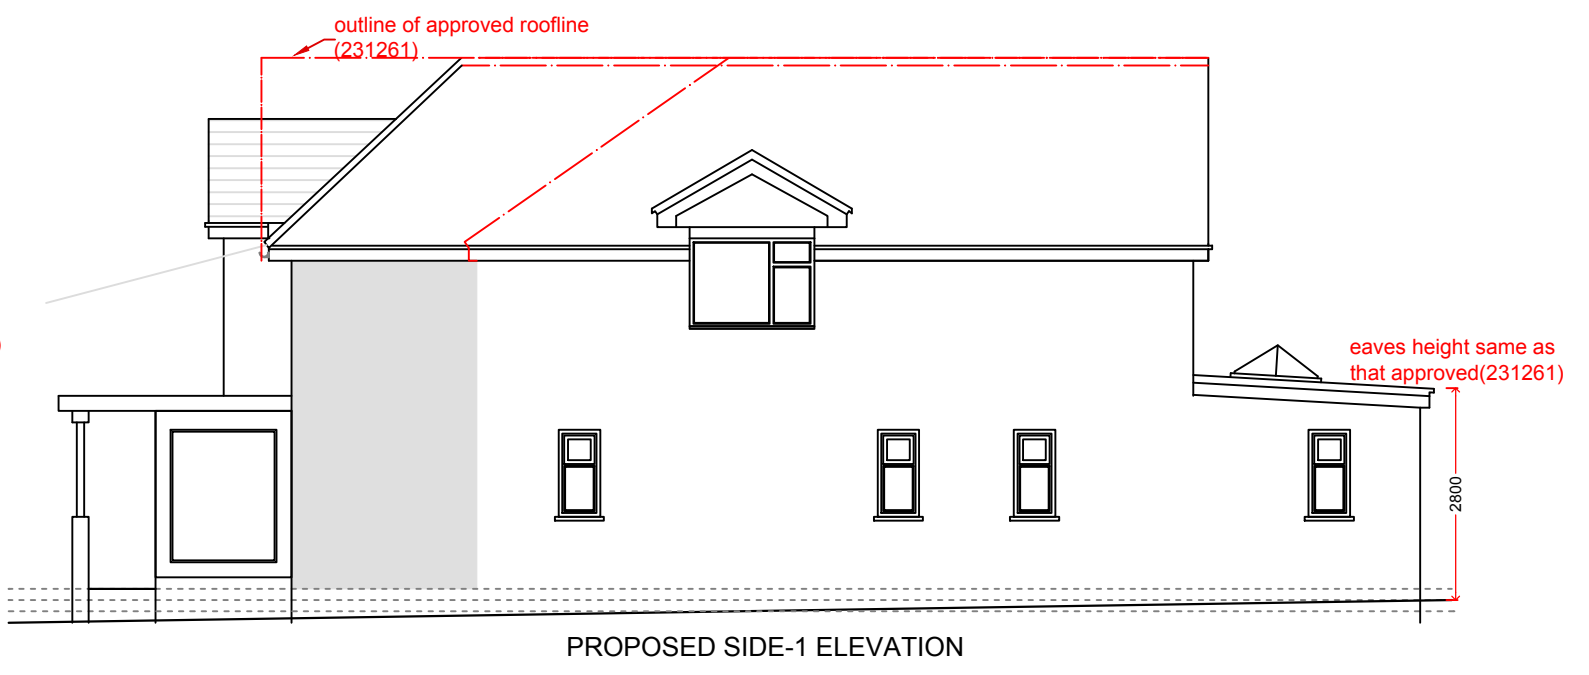 outline of approved roofline
(231261)
eaves height same as
that approved(231261)
2800
PROPOSED SIDE-1 ELEVATION